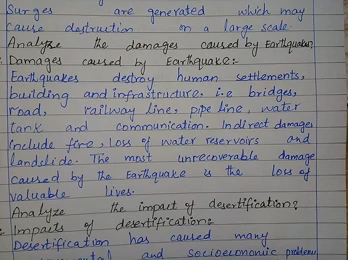 Surges are generated which may
cause destruction on a large scale.
Analyze the damages caused by Earthquake?
Damages caused by Earthquake:-
Earthquakes destroy human settlements,
building and infrastructure. i.e bridges,
road, railway line, pipe line, water
tank and communication. Indirect damages
include fire, loss of water reservoirs and
landslide. The most unrecoverable damage
caused by the Earthquake is the loss of
valuable lives.
Analyze the impact of desertification?
Impacts of desertification:
Desertification has caused many
and socioeconomic problems